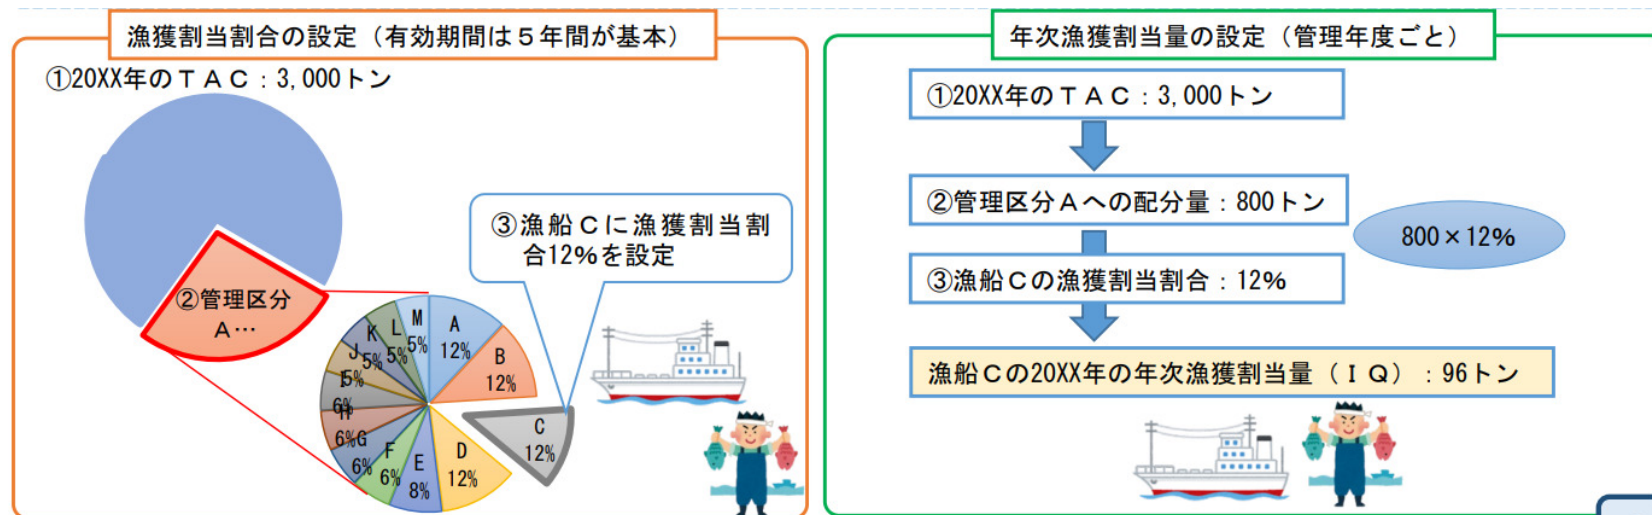 漁獲割当割合の設定（有効期間は５年間が基本）
①20XX年のＴＡＣ：3,000トン
②管理区分
Ａ…
③漁船Ｃに漁獲割当割
合12％を設定
A
12%
B
12%
C
12%
D
12%
E
8%
F
6%
G
6%
H
6%
I
6%
J
5%
K
5%
L
5%
M
5%
年次漁獲割当量の設定（管理年度ごと）
①20XX年のＴＡＣ：3,000トン
②管理区分Ａへの配分量：800トン
800×12%
③漁船Ｃの漁獲割当割合：12％
漁船Ｃの20XX年の年次漁獲割当量（ＩＱ）：96トン